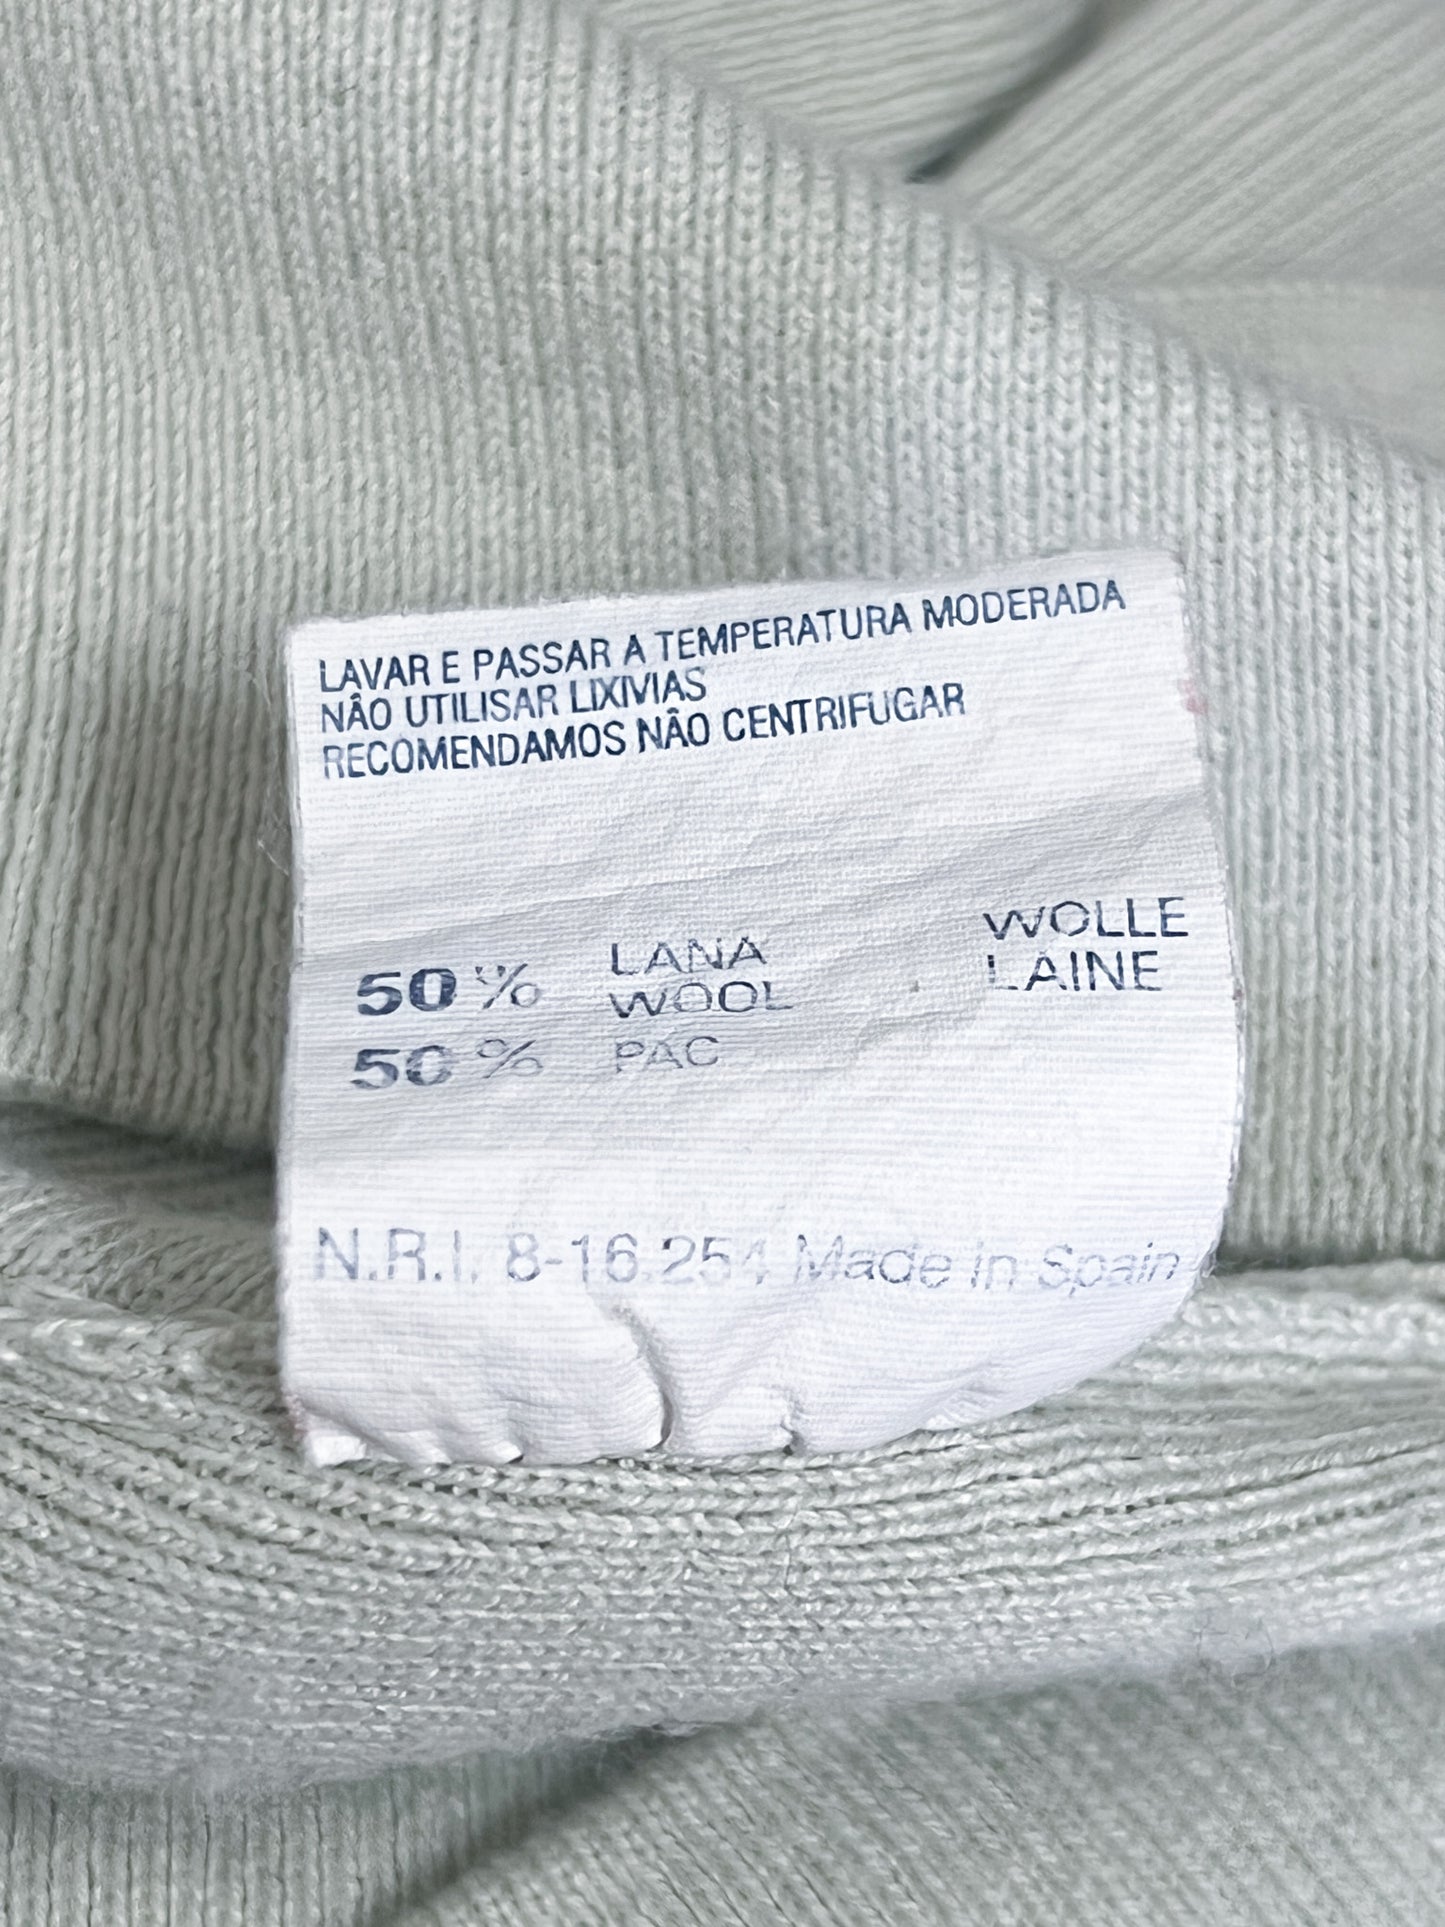 LAVAR E PASSAR A TEMPERATURA MODERADA
NÃO UTILISAR LIXIVIAS
RECOMENDAMOS NÃO CENTRIFUGAR
50 % LANA WOLLE
WOOL LAINE
50 % PAC
N.R.I. 8-16.254 Made in Spain